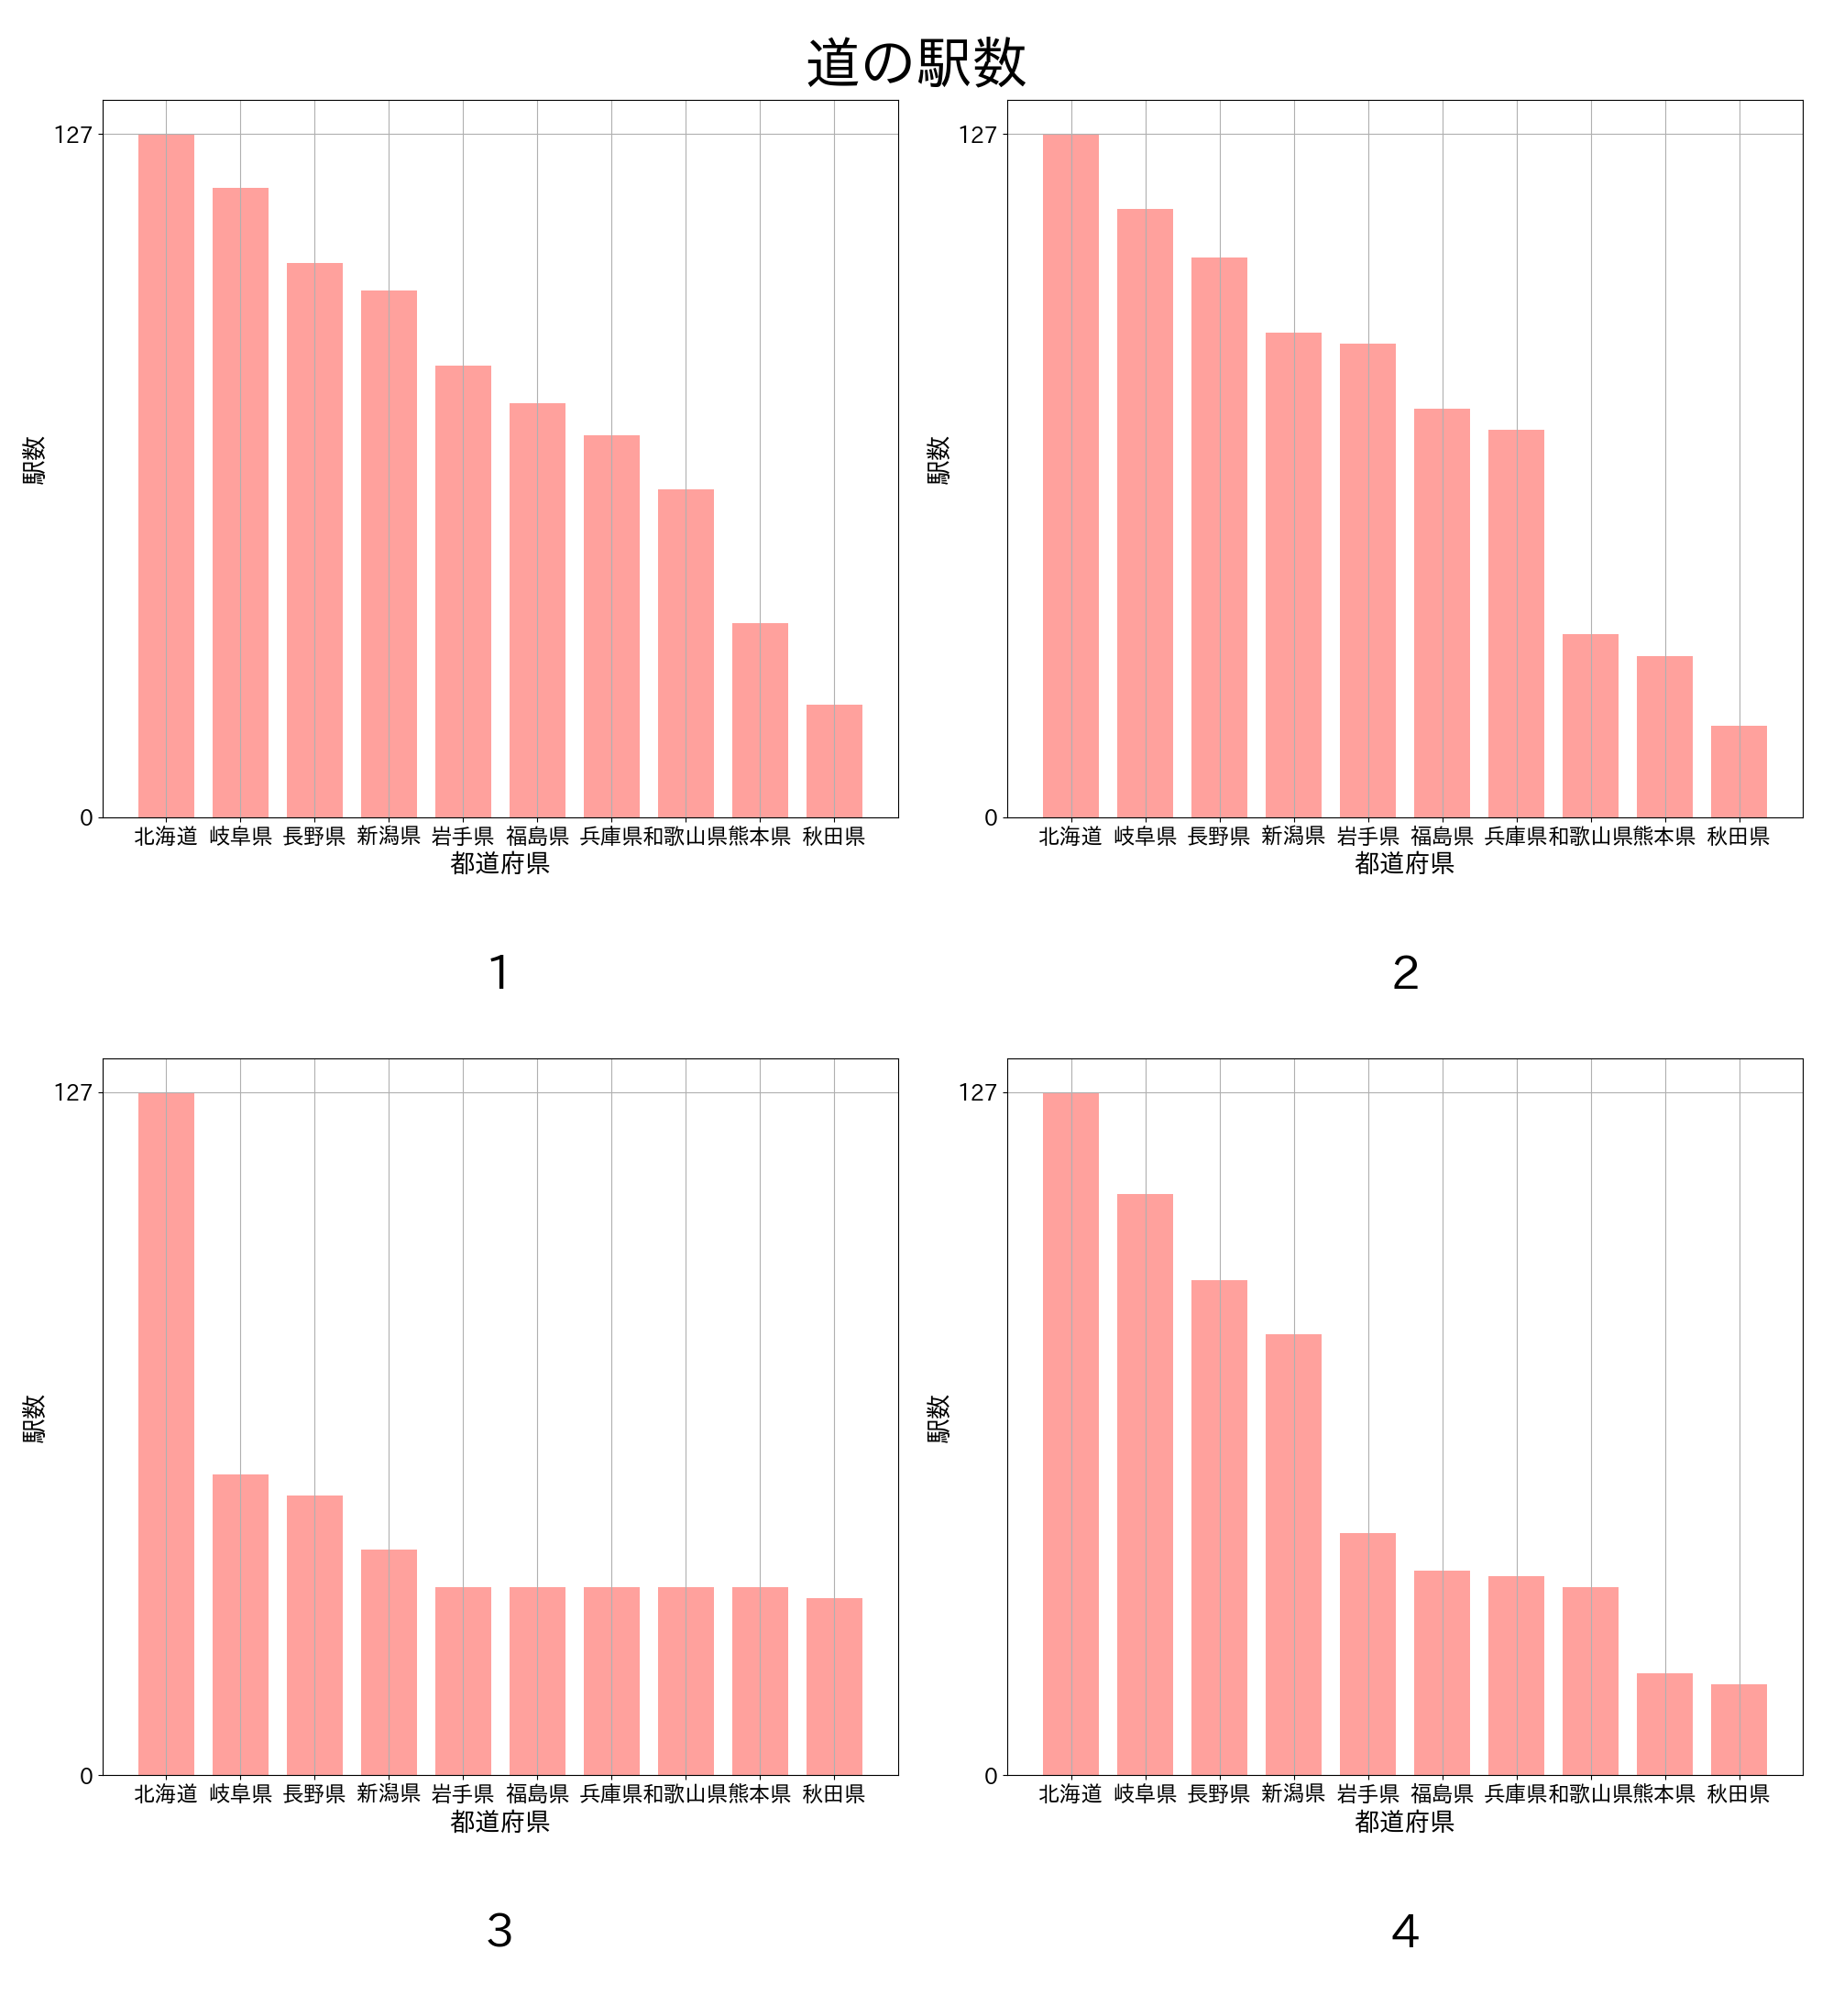 道の駅数
127
127
駅数
駅数
0
0
北海道 岐阜県 長野県 新潟県 岩手県 福島県 兵庫県 和歌山県 熊本県 秋田県
北海道 岐阜県 長野県 新潟県 岩手県 福島県 兵庫県 和歌山県 熊本県 秋田県
都道府県
都道府県
1
2
127
127
駅数
駅数
0
0
北海道 岐阜県 長野県 新潟県 岩手県 福島県 兵庫県 和歌山県 熊本県 秋田県
北海道 岐阜県 長野県 新潟県 岩手県 福島県 兵庫県 和歌山県 熊本県 秋田県
都道府県
都道府県
3
4